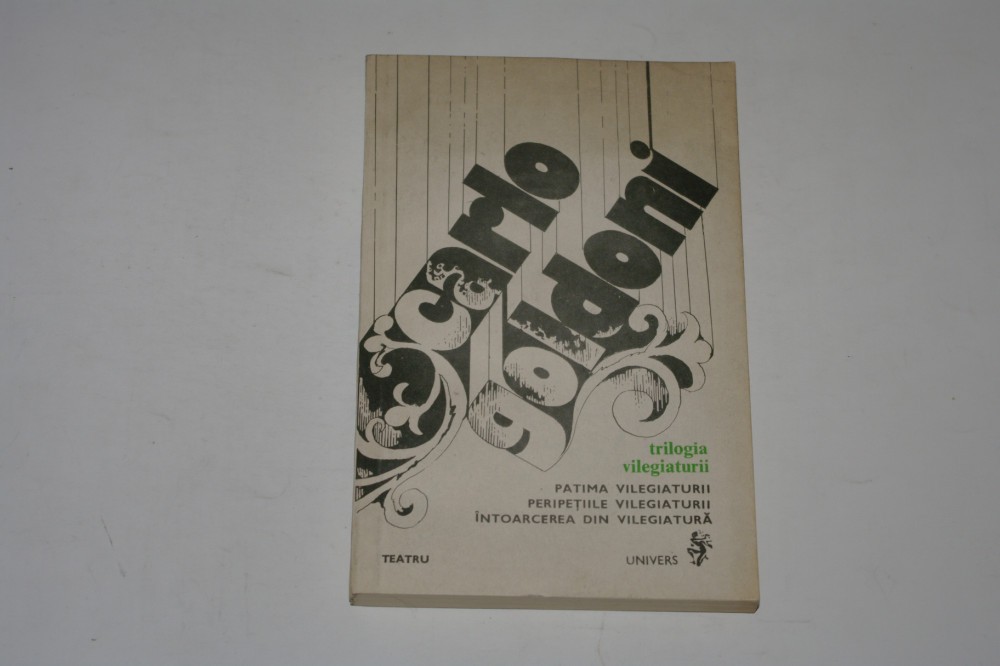 carlo
goldoni
trilogia
vilegiaturii
PATIMA VILEGIATURII
PERIPEȚIILE VILEGIATURII
ÎNTOARCEREA DIN VILEGIATURĂ
TEATRU
UNIVERS